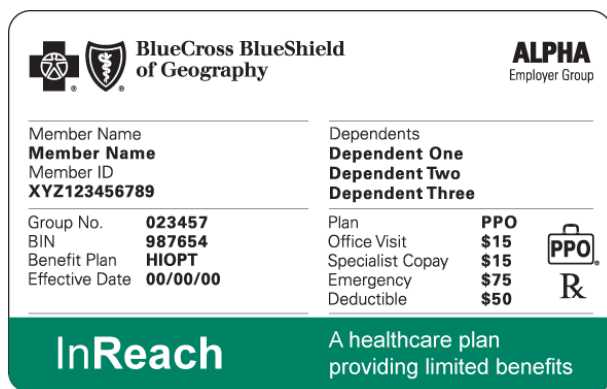 BlueCross BlueShield
of Geography
ALPHA
Employer Group
Member Name
Member Name
Member ID
XYZ123456789
Dependents
Dependent One
Dependent Two
Dependent Three
Group No. 023457
BIN 987654
Benefit Plan HIOPT
Effective Date 00/00/00
Plan PPO
Office Visit $15
Specialist Copay $15
Emergency $75
Deductible $50
PPO
Rx
InReach
A healthcare plan
providing limited benefits